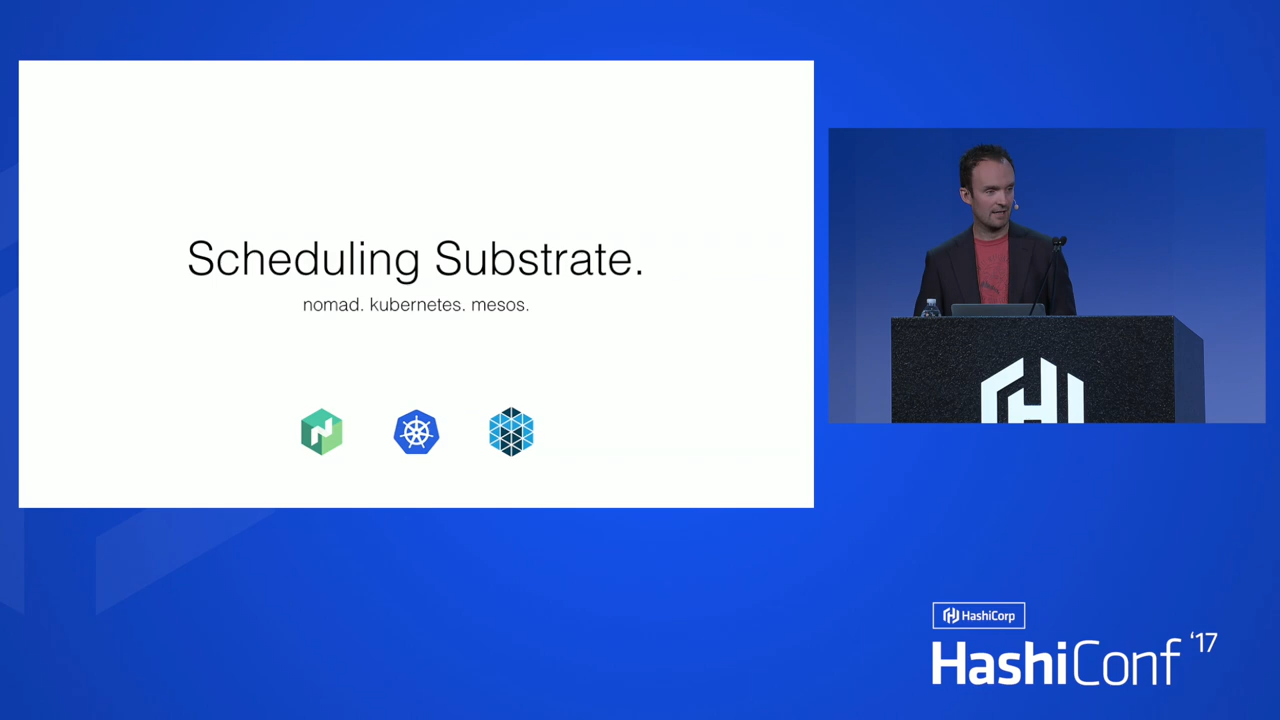 Scheduling Substrate.
nomad. kubernetes. mesos.
HashiCorp
HashiConf '17